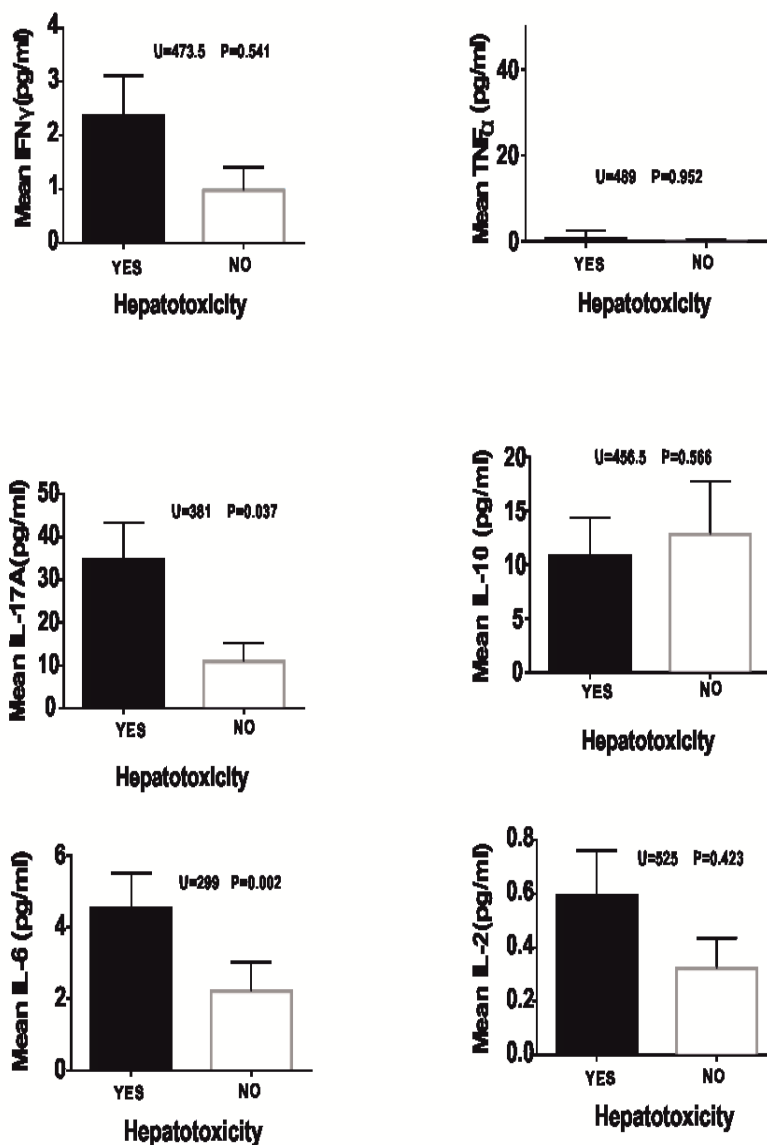 Mean IFNγ(pg/ml)
4
3
2
1
0
U=473.5 P=0.541
YES
NO
Hepatotoxicity
Mean TNFα (pg/ml)
40
20
0
U=489 P=0.952
YES
NO
Hepatotoxicity
Mean IL-17A(pg/ml)
50
40
30
20
10
0
U=381 P=0.037
YES
NO
Hepatotoxicity
Mean IL-10 (pg/ml)
20
15
10
5
0
U=456.5 P=0.566
YES
NO
Hepatotoxicity
Mean IL-6 (pg/ml)
6
4
2
0
U=299 P=0.002
YES
NO
Hepatotoxicity
Mean IL-2(pg/ml)
0.8
0.6
0.4
0.2
0.0
U=525 P=0.423
YES
NO
Hepatotoxicity